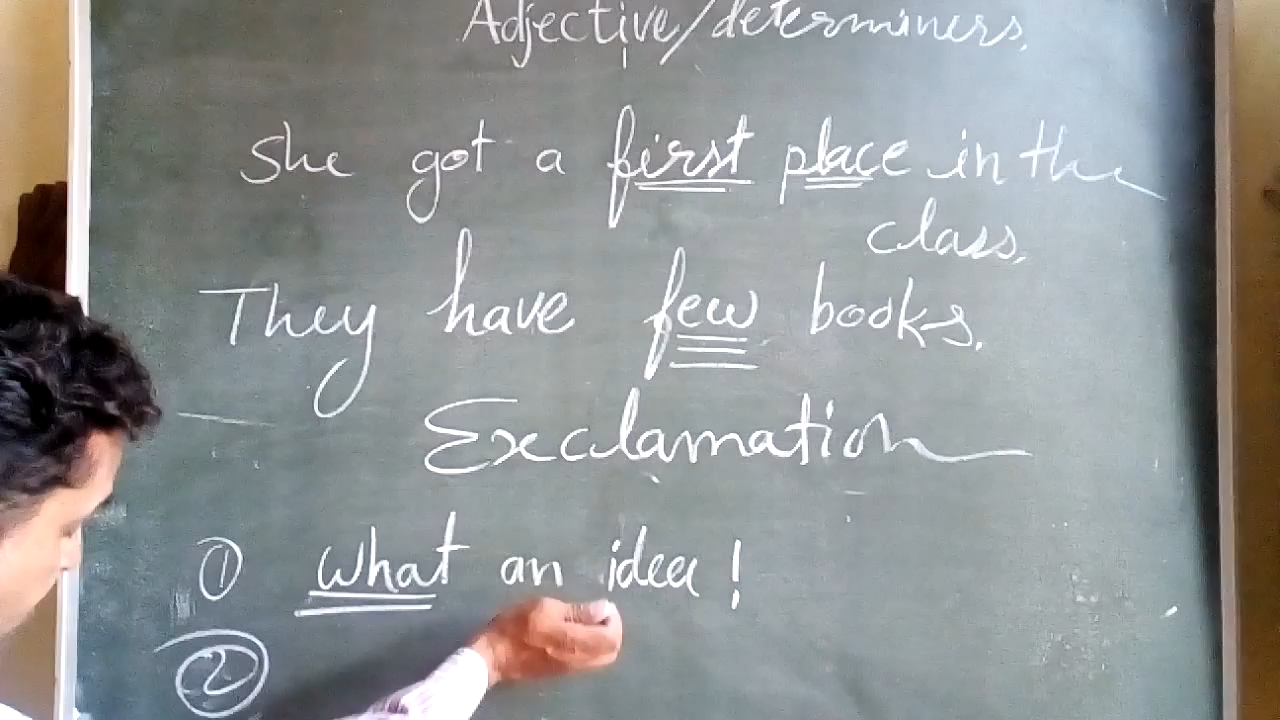 Adjective/determiners.
She got a first place in the
class.
They have few books.
Exclamation
① What an idea!
②